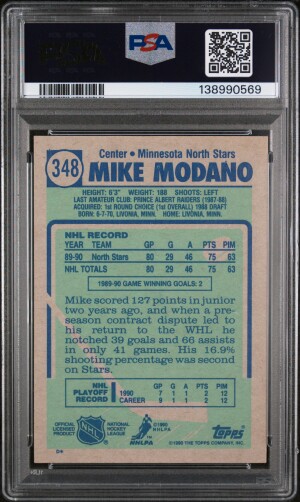 PSA
138990569
348
Center • Minnesota North Stars
MIKE MODANO
HEIGHT: 6'3" WEIGHT: 188 SHOOTS: LEFT
LAST AMATEUR CLUB: PRINCE ALBERT RAIDERS (1987-88)
ACQUIRED: 1st ROUND CHOICE (1st OVERALL) 1988 DRAFT
BORN: 6-7-70, LIVONIA, MINN. HOME: LIVONIA, MINN.
NHL RECORD
YEAR TEAM GP G A PTS PIM
89-90 North Stars 80 29 46 75 63
NHL TOTALS 80 29 46 75 63
1989-90 GAME WINNING GOALS: 2
Mike scored 127 points in junior
two years ago, and when a pre-
season contract dispute led to
his return to the WHL he
notched 39 goals and 66 assists
in only 41 games. His 16.9%
shooting percentage was second
on Stars.
NHL PLAYOFF RECORD
GP G A PTS PIM
1990 7 1 1 2 12
CAREER 7 1 1 2 12
OFFICIAL LICENSED PRODUCT
NHL
NATIONAL HOCKEY LEAGUE
©1990 NHLPA
NHLPA
TOPPS
©1990 THE TOPPS COMPANY, INC.